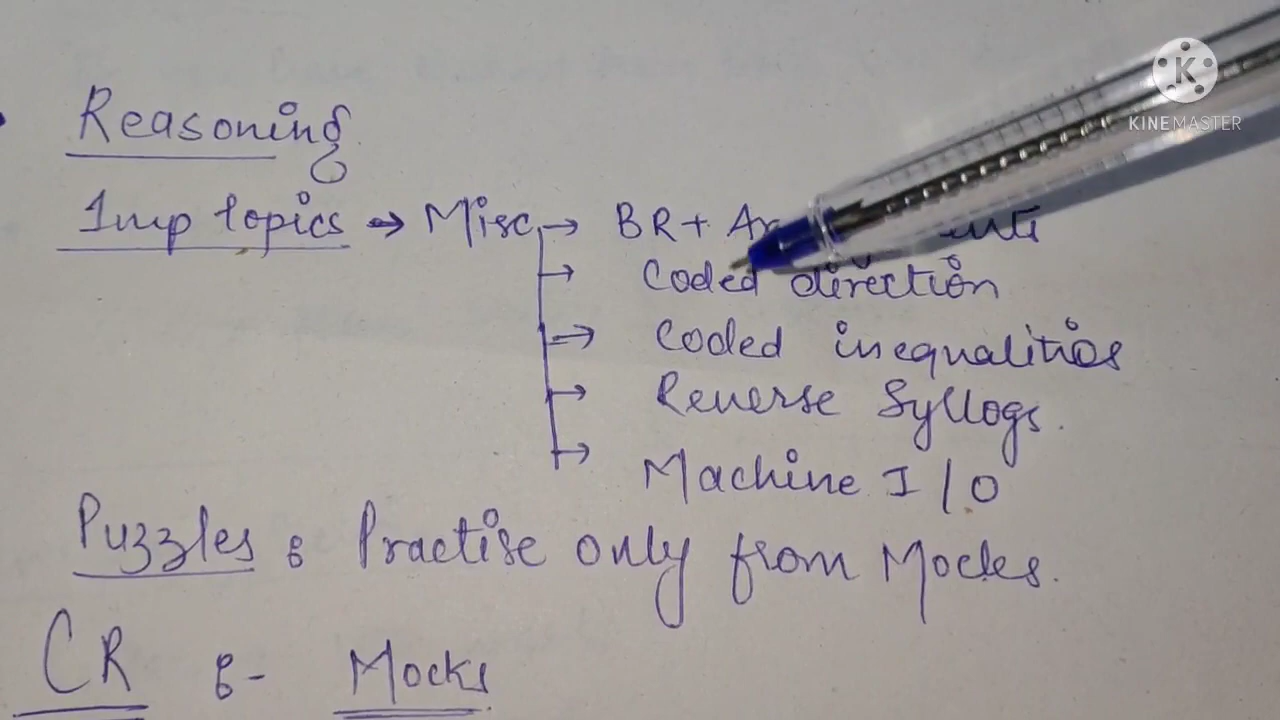 Reasoning
Imp topics → Misc → BR +
→ Coded direction
→ Coded inequalities
→ Reverse Syllogs.
→ Machine I/O
Puzzles : Practise only from Mocks.
CR :- Mocks
K
KINEMASTER